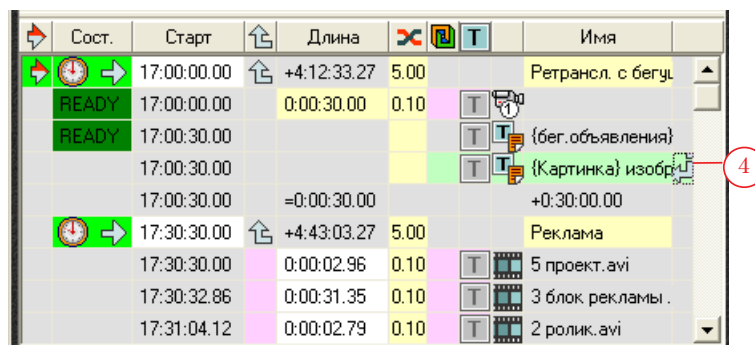 Сост. Старт Длина T Имя
17:00:00.00 +4:12:33.27 5.00 Ретрансл. с бегу
READY 17:00:00.00 0:00:30.00 0.10 T 1
READY 17:00:30.00 T T {бег.объявления}
17:00:30.00 T T {Картинка} изобр 4
17:00:30.00 =0:00:30.00 +0:30:00.00
17:30:30.00 +4:43:03.27 5.00 Реклама
17:30:30.00 0:00:02.96 0.10 T 5 проект.avi
17:30:32.86 0:00:31.35 0.10 T 3 блок рекламы .
17:31:04.12 0:00:02.79 0.10 T 2 ролик.avi